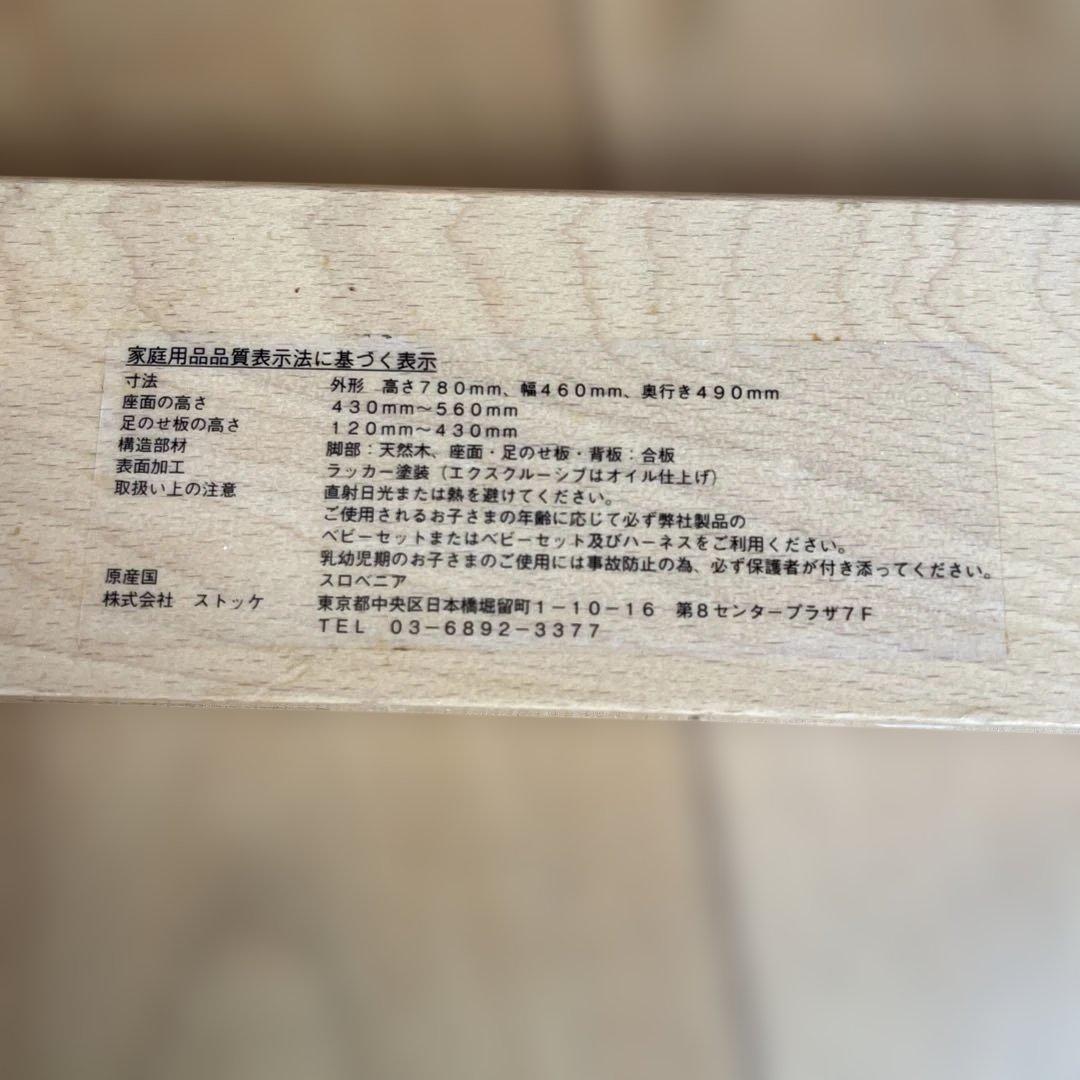 家庭用品品質表示法に基づく表示
寸法 外形 高さ780mm、幅460mm、奥行き490mm
座面の高さ 430mm～560mm
足のせ板の高さ 120mm～430mm
構造部材 脚部：天然木、座面・足のせ板・背板：合板
表面加工 ラッカー塗装（エクスクルーシブはオイル仕上げ）
取扱い上の注意 直射日光または熱を避けてください。
ご使用されるお子さまの年齢に応じて必ず弊社製品の
ベビーセットまたはベビーセット及びハーネスをご利用ください。
乳幼児期のお子さまのご使用には事故防止の為、必ず保護者が付き添ってください。
原産国 スロベニア
株式会社 ストッケ 東京都中央区日本橋堀留町1－10－16 第8センタープラザ7F
TEL 03－6892－3377